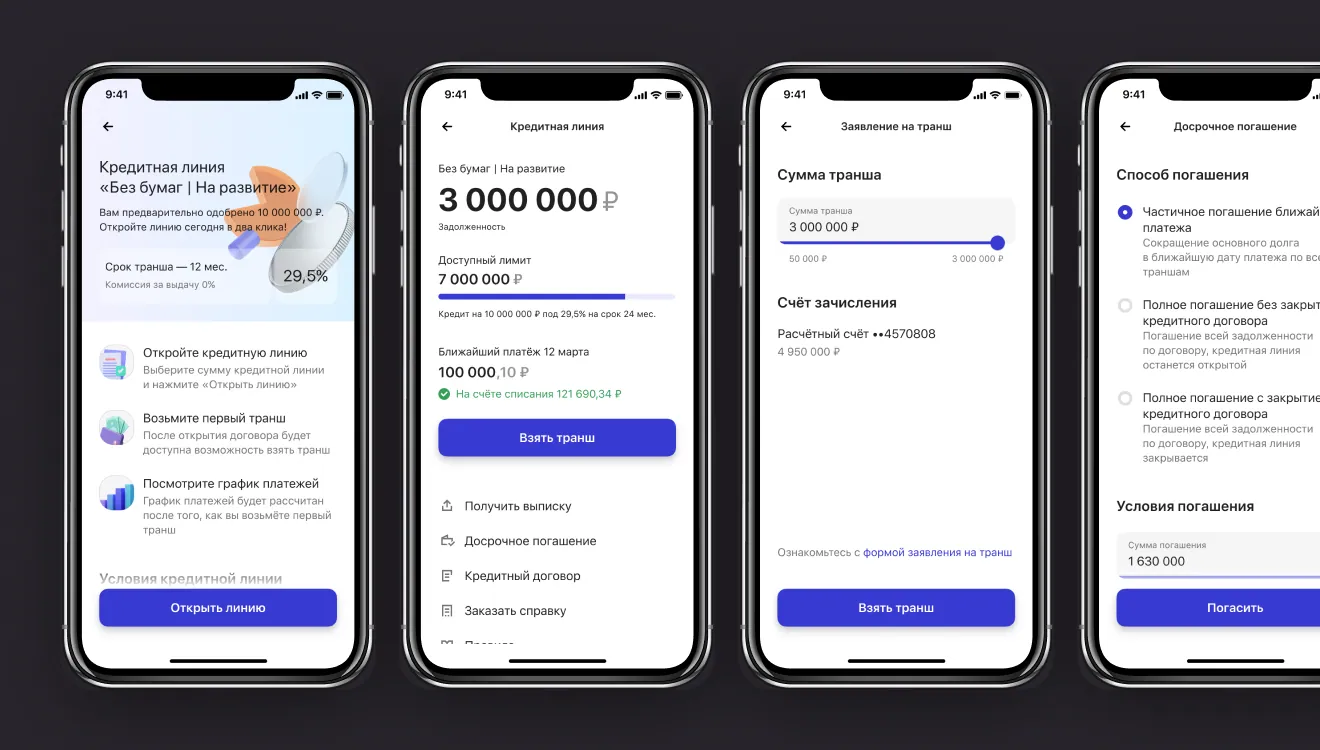 9:41
Кредитная линия
«Без бумаг | На развитие»
Вам предварительно одобрено 10 000 000 ₽.
Откройте линию сегодня в два клика!
Срок транша — 12 мес.
29,5%
Комиссия за выдачу 0%
Откройте кредитную линию
Выберите сумму кредитной линии
и нажмите «Открыть линию»
Возьмите первый транш
После открытия договора будет
доступна возможность взять транш
Посмотрите график платежей
График платежей будет рассчитан
после того, как вы возьмёте первый
транш
Условия кредитной линии
Открыть линию
9:41
Кредитная линия
Без бумаг | На развитие
3 000 000 ₽
Задолженность
Доступный лимит
7 000 000 ₽
Кредит на 10 000 000 ₽ под 29,5% на срок 24 мес.
Ближайший платёж 12 марта
100 000,10 ₽
На счёте списания 121 690,34 ₽
Взять транш
Получить выписку
Досрочное погашение
Кредитный договор
Заказать справку
9:41
Заявление на транш
Сумма транша
Сумма транша
3 000 000 ₽
50 000 ₽ 3 000 000 ₽
Счёт зачисления
Расчётный счёт ••4570808
4 950 000 ₽
Ознакомьтесь с формой заявления на транш
Взять транш
9:41
Досрочное погашение
Способ погашения
Частичное погашение ближай
платежа
Сокращение основного долга
в ближайшую дату платежа по все
траншам
Полное погашение без закрыт
кредитного договора
Погашение всей задолженности
по договору, кредитная линия
останется открытой
Полное погашение с закрытие
кредитного договора
Погашение всей задолженности
по договору, кредитная линия
закрывается
Условия погашения
Сумма погашения
1 630 000
Погасить